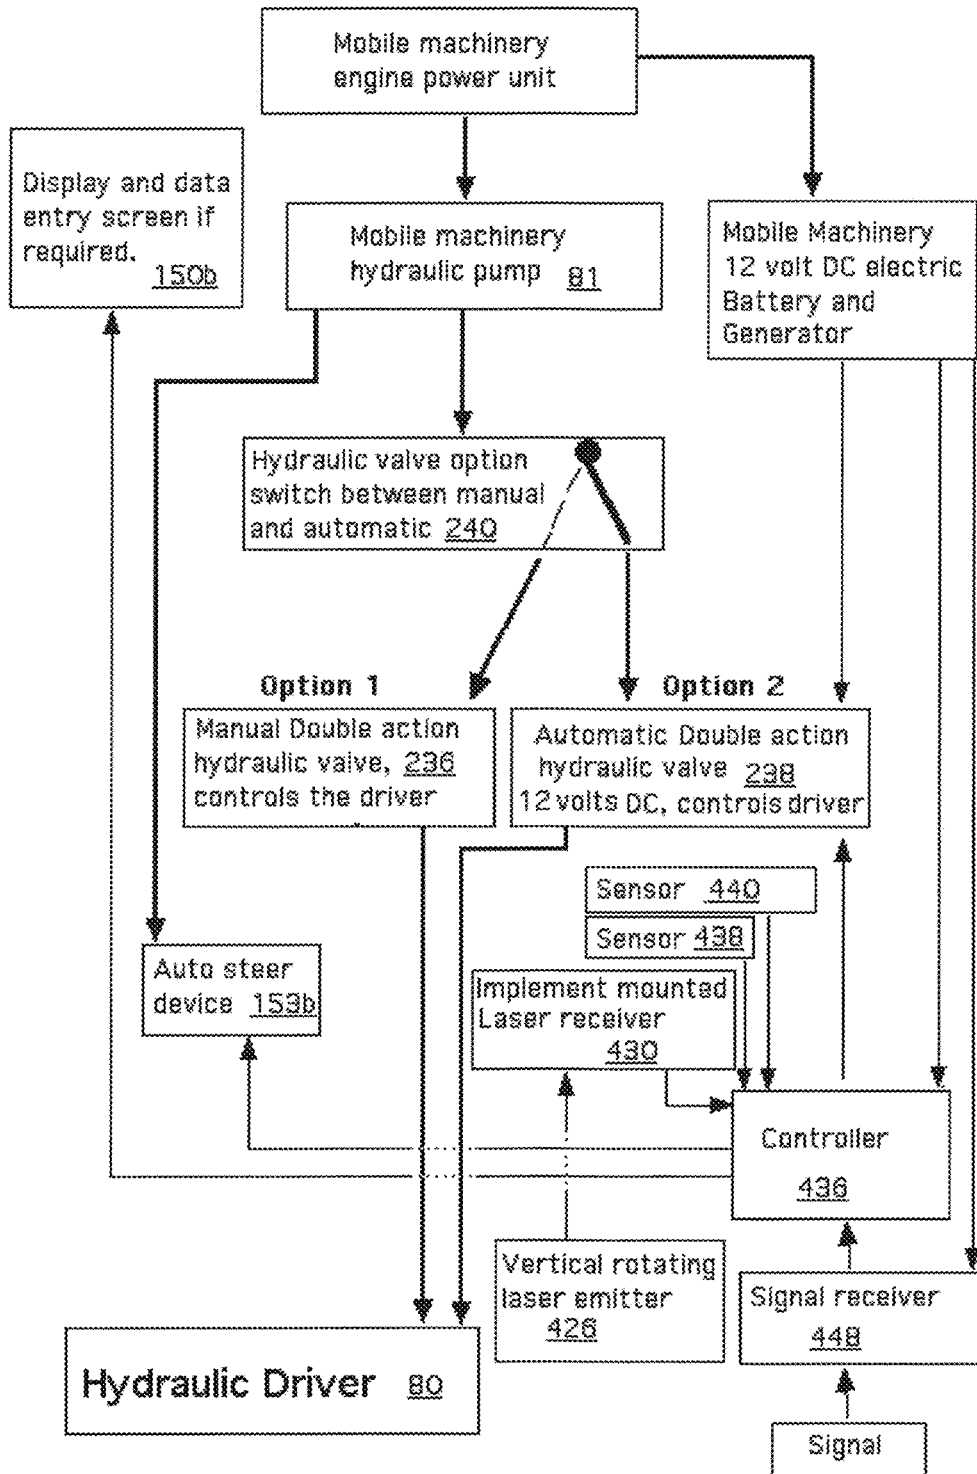 Mobile machinery
engine power unit
Display and data
entry screen if
required.
150b
Mobile machinery
hydraulic pump 81
Mobile Machinery
12 volt DC electric
Battery and
Generator
Hydraulic valve option
switch between manual
and automatic 240
Option 1
Option 2
Manual Double action
hydraulic valve, 236
controls the driver
Automatic Double action
hydraulic valve 238
12 volts DC, controls driver
Sensor 440
Sensor 438
Auto steer
device 153b
Implement mounted
Laser receiver
430
Controller
436
Vertical rotating
laser emitter
426
Signal receiver
448
Hydraulic Driver 80
Signal